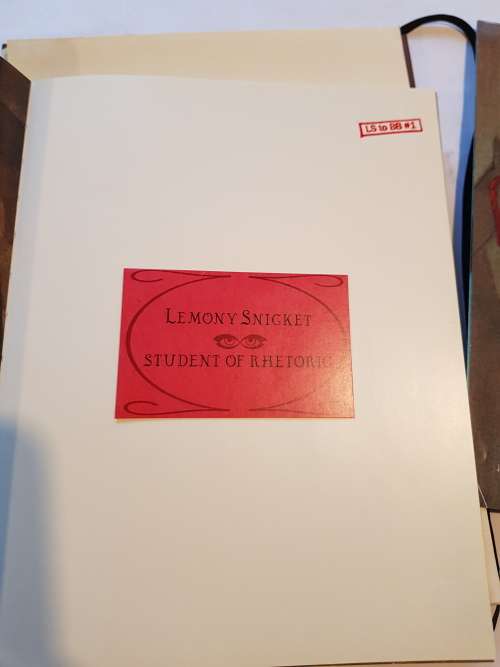 LS to BB #1
LEMONY SNICKET
STUDENT OF RHETORIC